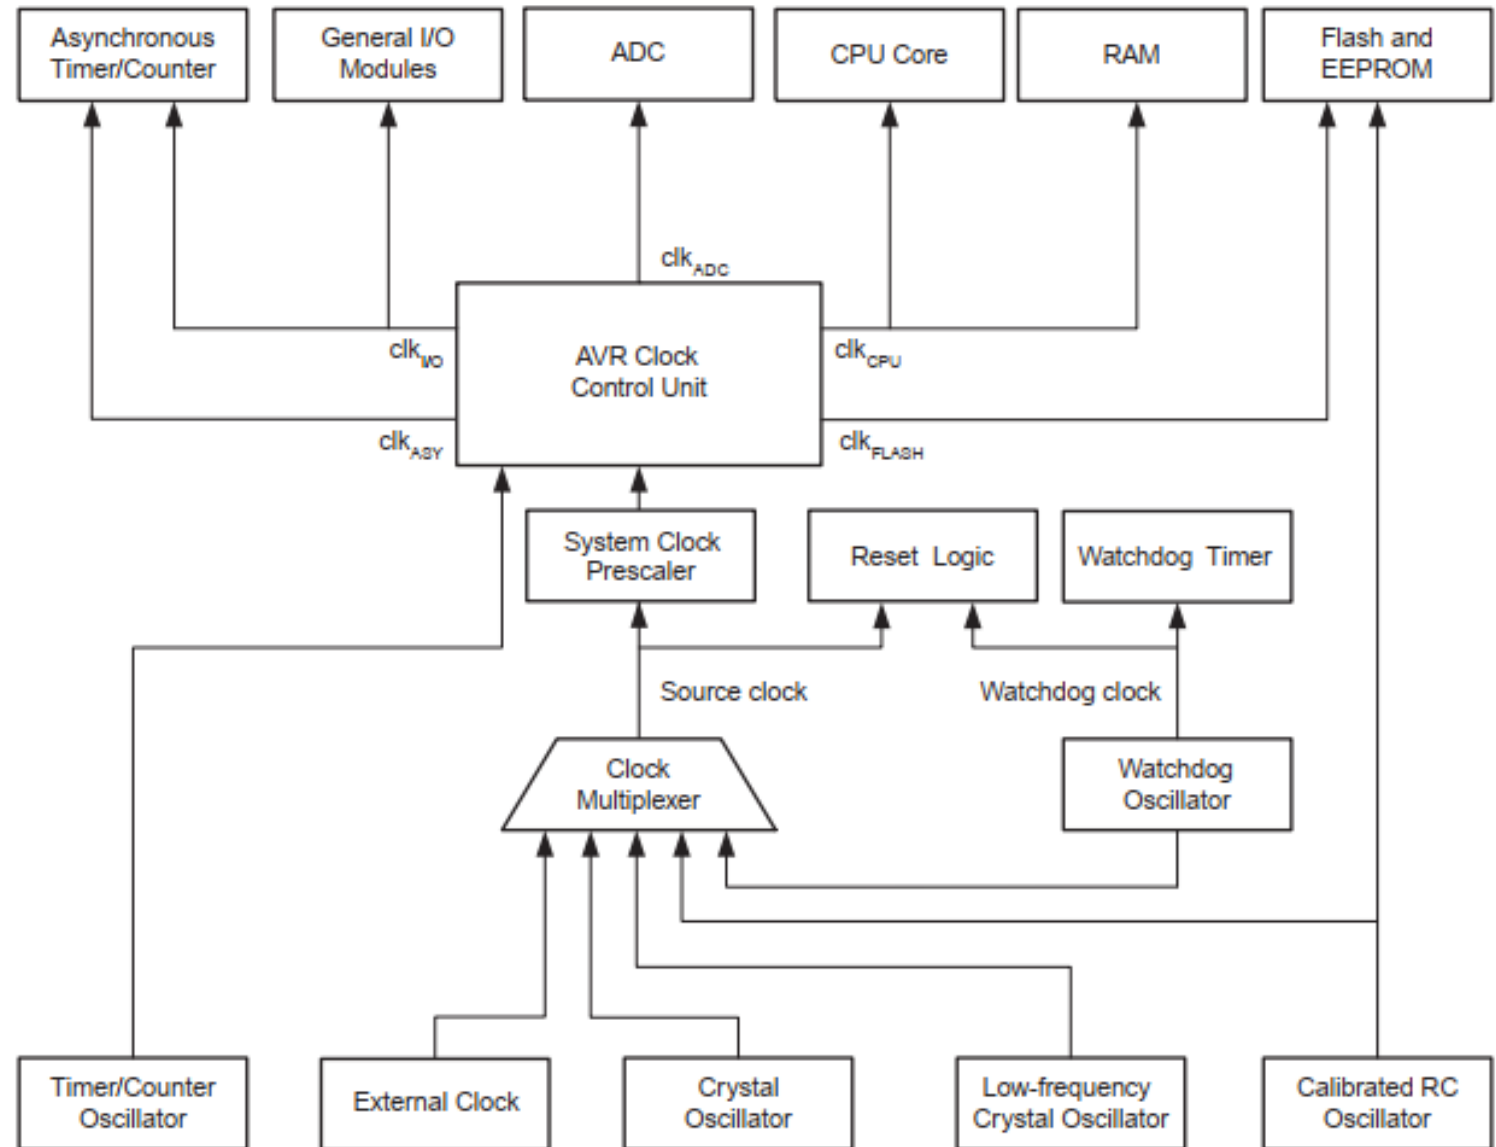 Asynchronous
Timer/Counter
General I/O
Modules
ADC
CPU Core
RAM
Flash and
EEPROM
clkADC
clkI/O
AVR Clock
Control Unit
clkCPU
clkASY
clkFLASH
System Clock
Prescaler
Reset Logic
Watchdog Timer
Source clock
Watchdog clock
Clock
Multiplexer
Watchdog
Oscillator
Timer/Counter
Oscillator
External Clock
Crystal
Oscillator
Low-frequency
Crystal Oscillator
Calibrated RC
Oscillator